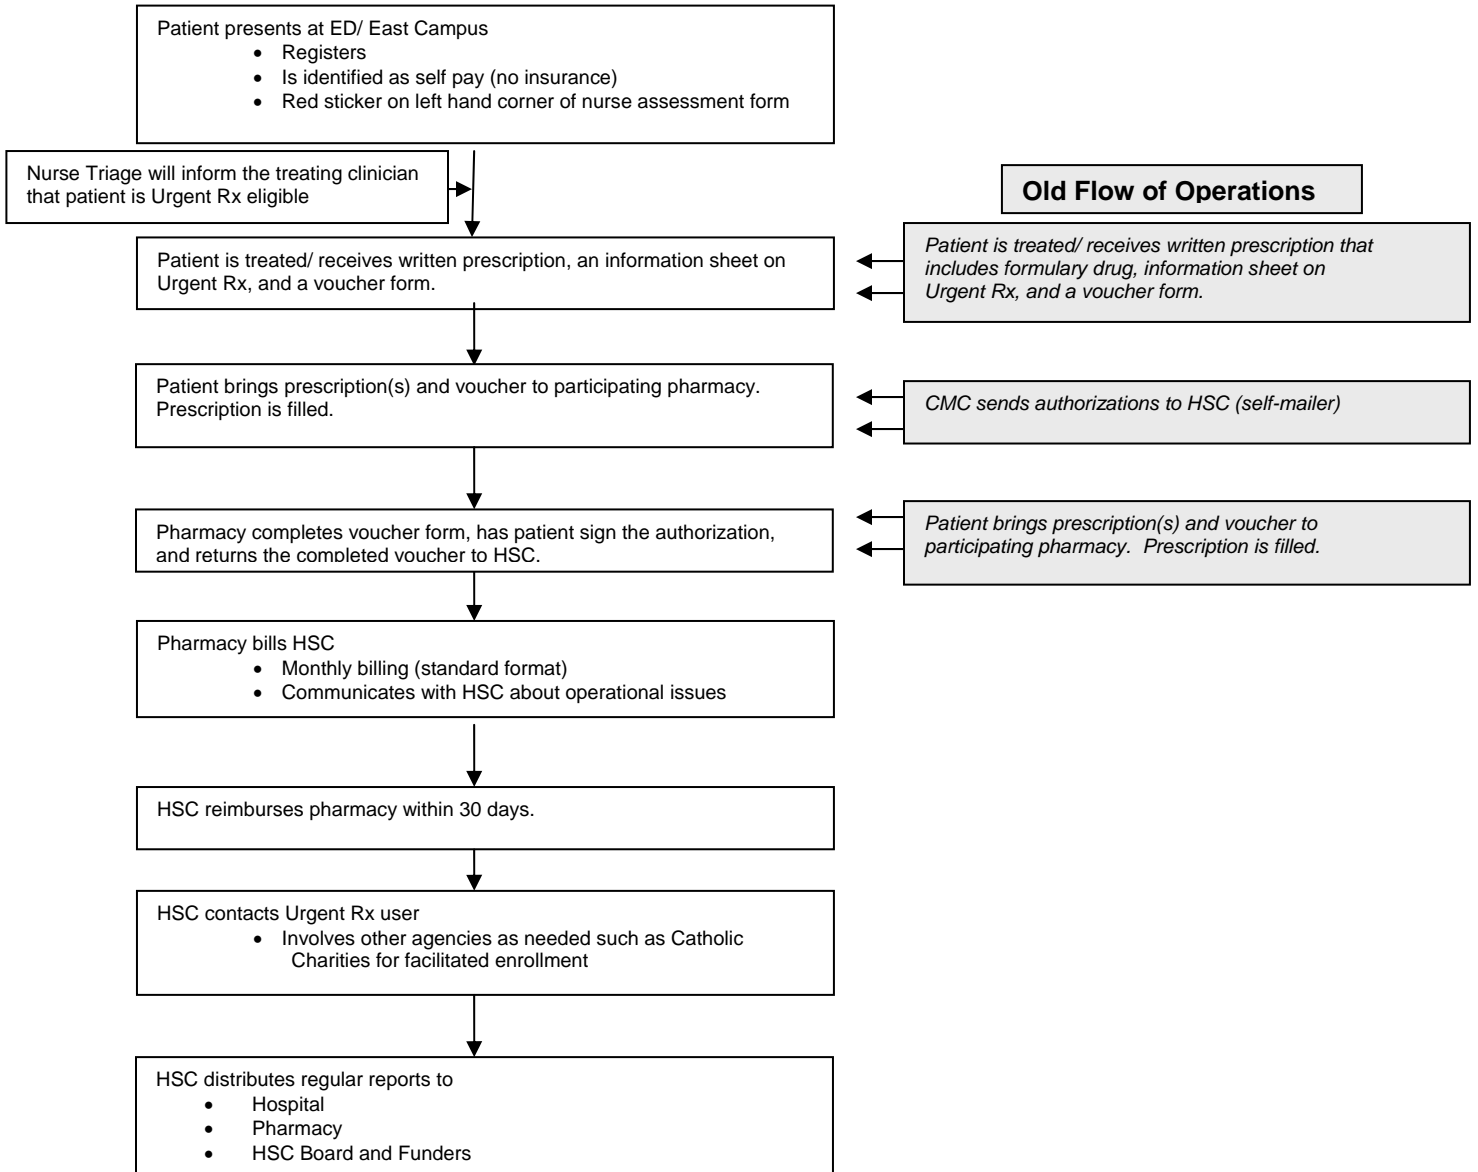 Patient presents at ED/ East Campus
• Registers
• Is identified as self pay (no insurance)
• Red sticker on left hand corner of nurse assessment form
Nurse Triage will inform the treating clinician
that patient is Urgent Rx eligible
Patient is treated/ receives written prescription, an information sheet on
Urgent Rx, and a voucher form.
Patient brings prescription(s) and voucher to participating pharmacy.
Prescription is filled.
Pharmacy completes voucher form, has patient sign the authorization,
and returns the completed voucher to HSC.
Pharmacy bills HSC
• Monthly billing (standard format)
• Communicates with HSC about operational issues
HSC reimburses pharmacy within 30 days.
HSC contacts Urgent Rx user
• Involves other agencies as needed such as Catholic
Charities for facilitated enrollment
HSC distributes regular reports to
• Hospital
• Pharmacy
• HSC Board and Funders
Old Flow of Operations
Patient is treated/ receives written prescription that
includes formulary drug, information sheet on
Urgent Rx, and a voucher form.
CMC sends authorizations to HSC (self-mailer)
Patient brings prescription(s) and voucher to
participating pharmacy. Prescription is filled.